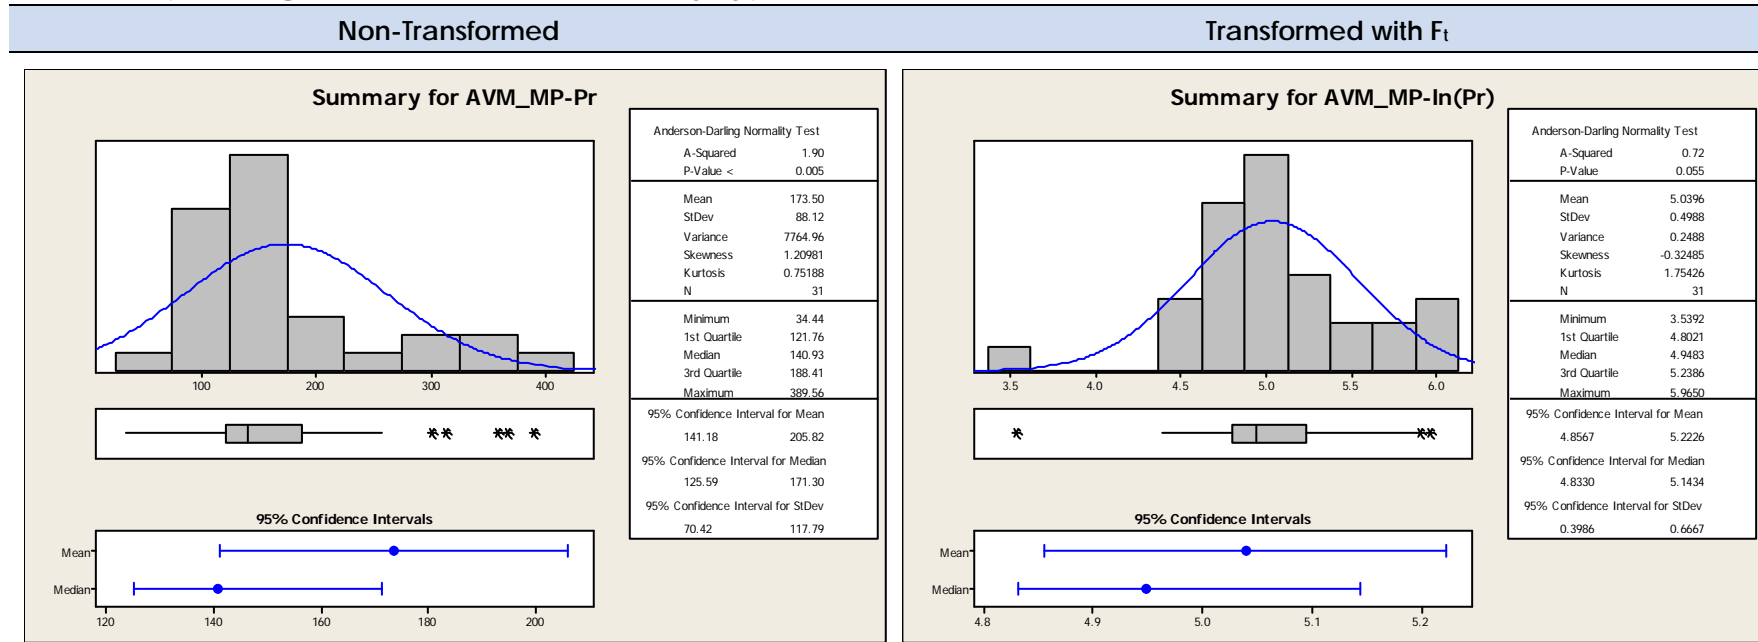 Non-Transformed
Transformed with Ft
Summary for AVM_MP-Pr
Anderson-Darling Normality Test
A-Squared 1.90
P-Value < 0.005
Mean 173.50
StDev 88.12
Variance 7764.96
Skewness 1.20981
Kurtosis 0.75188
N 31
Minimum 34.44
1st Quartile 121.76
Median 140.93
3rd Quartile 188.41
Maximum 389.56
95% Confidence Interval for Mean
141.18 205.82
95% Confidence Interval for Median
125.59 171.30
95% Confidence Interval for StDev
70.42 117.79
100 200 300 400
95% Confidence Intervals
Mean
Median
120 140 160 180 200
Summary for AVM_MP-ln(Pr)
Anderson-Darling Normality Test
A-Squared 0.72
P-Value 0.055
Mean 5.0396
StDev 0.4988
Variance 0.2488
Skewness -0.32485
Kurtosis 1.75426
N 31
Minimum 3.5392
1st Quartile 4.8021
Median 4.9483
3rd Quartile 5.2386
Maximum 5.9650
95% Confidence Interval for Mean
4.8567 5.2226
95% Confidence Interval for Median
4.8330 5.1434
95% Confidence Interval for StDev
0.3986 0.6667
3.5 4.0 4.5 5.0 5.5 6.0
95% Confidence Intervals
Mean
Median
4.8 4.9 5.0 5.1 5.2